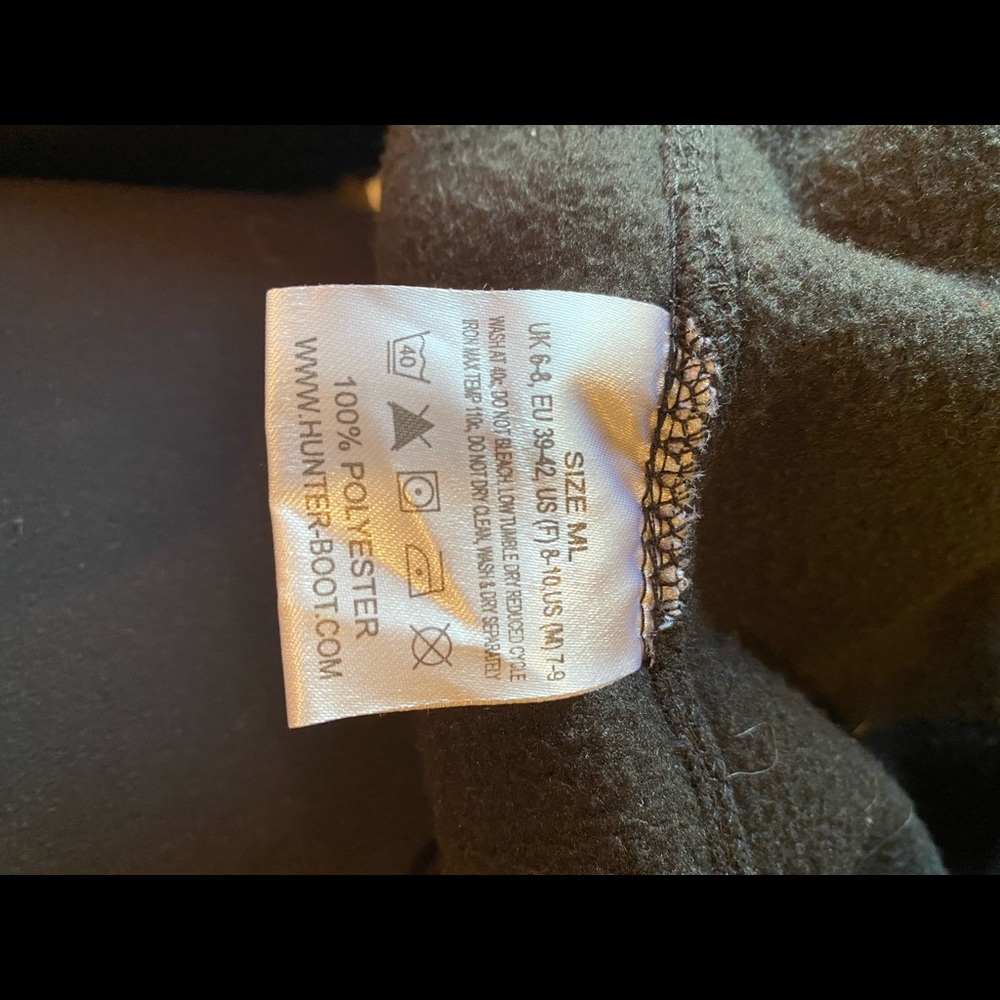 SIZE ML
UK 6-8, EU 39-42, US (F) 8-10,US (M) 7-9
WASH AT 40c, DO NOT BLEACH, LOW TUMBLE DRY REDUCED CYCLE
IRON MAX TEMP 110c, DO NOT DRY CLEAN, WASH & DRY SEPARATELY
40
100% POLYESTER
WWW.HUNTER-BOOT.COM